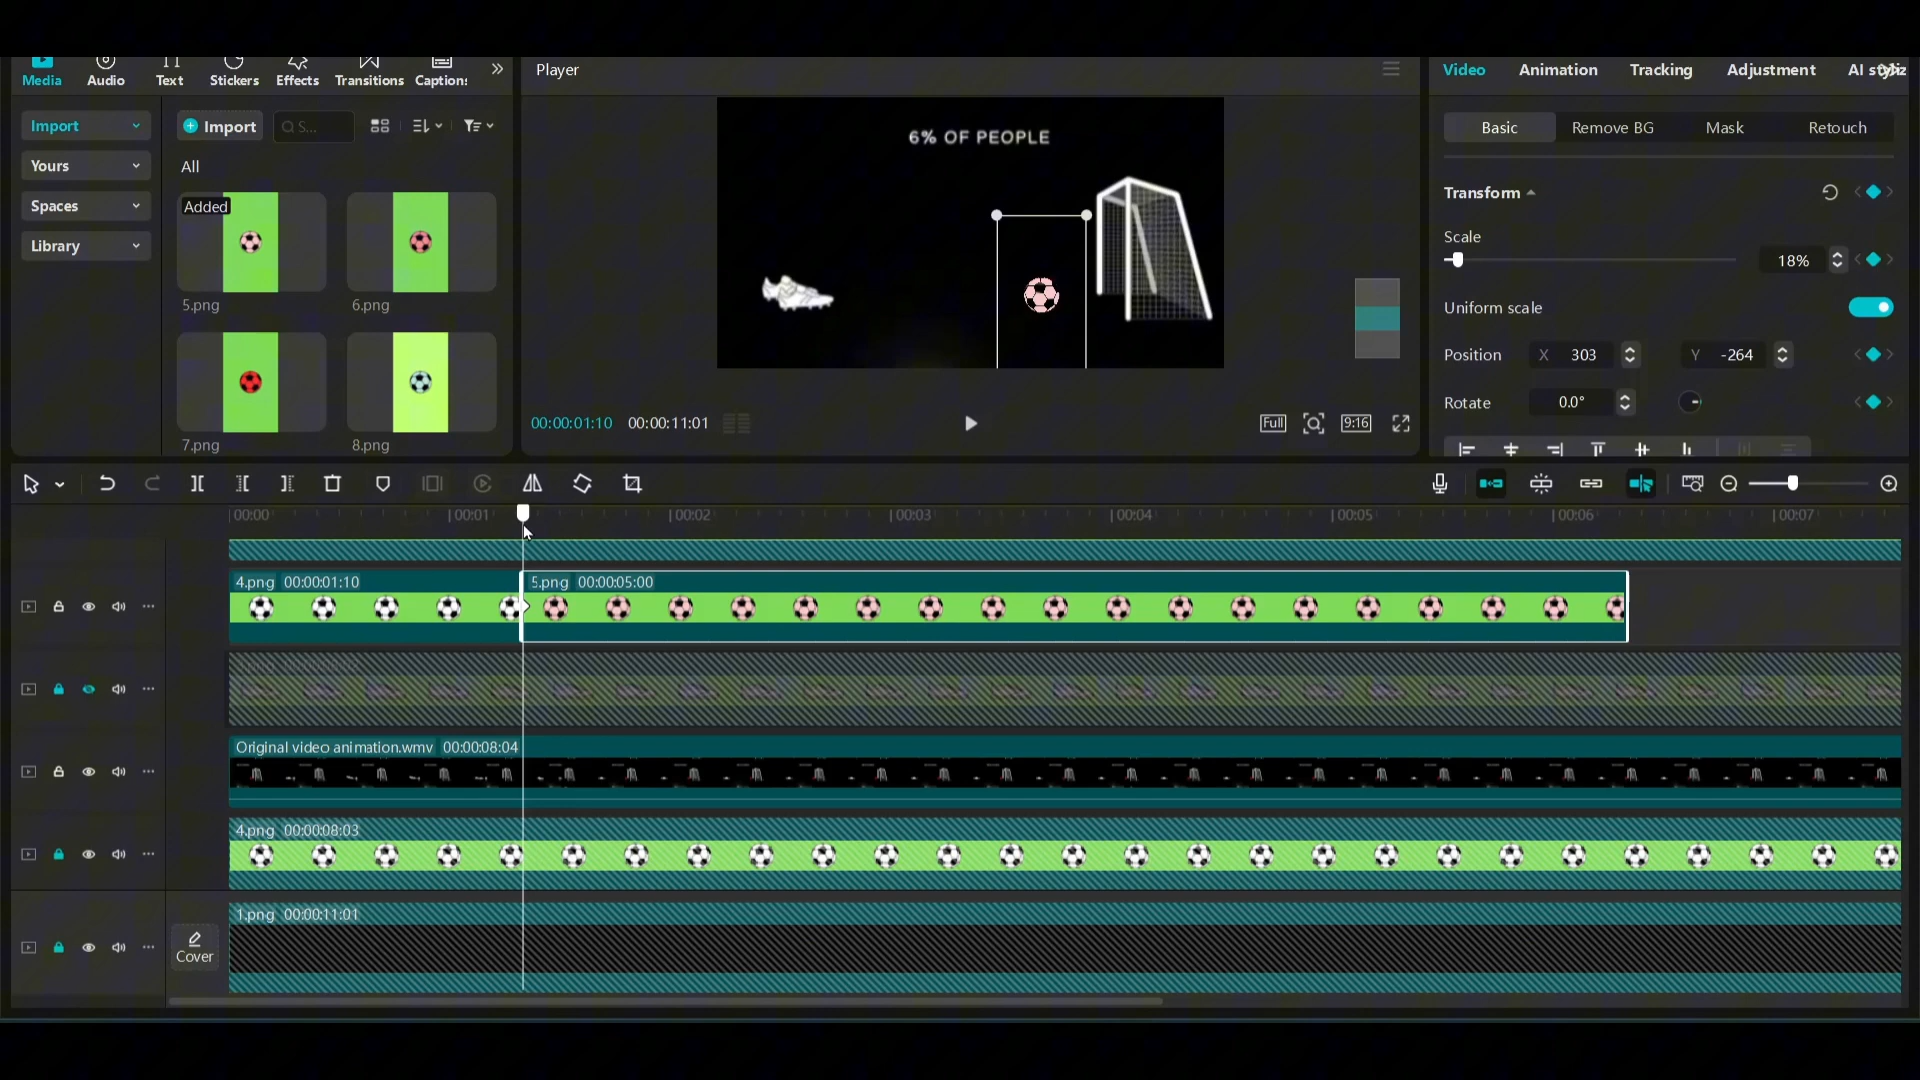 Media Audio Text Stickers Effects Transitions Captions
Player
Video Animation Tracking Adjustment AI
Import
Yours
Spaces
Library
Import S...
All
Added
5.png 6.png
7.png 8.png
6% OF PEOPLE
00:00:01:10 00:00:11:01
Full 9:16
Basic Remove BG Mask Retouch
Transform
Scale
18%
Uniform scale
Position X 303 Y -264
Rotate 0.0°
00:00 00:01 00:02 00:03 00:04 00:05 00:06 00:07
4.png 00:00:01:10 5.png 00:00:05:00
Original video animation.wmv 00:00:08:04
4.png 00:00:08:03
1.png 00:00:11:01
Cover